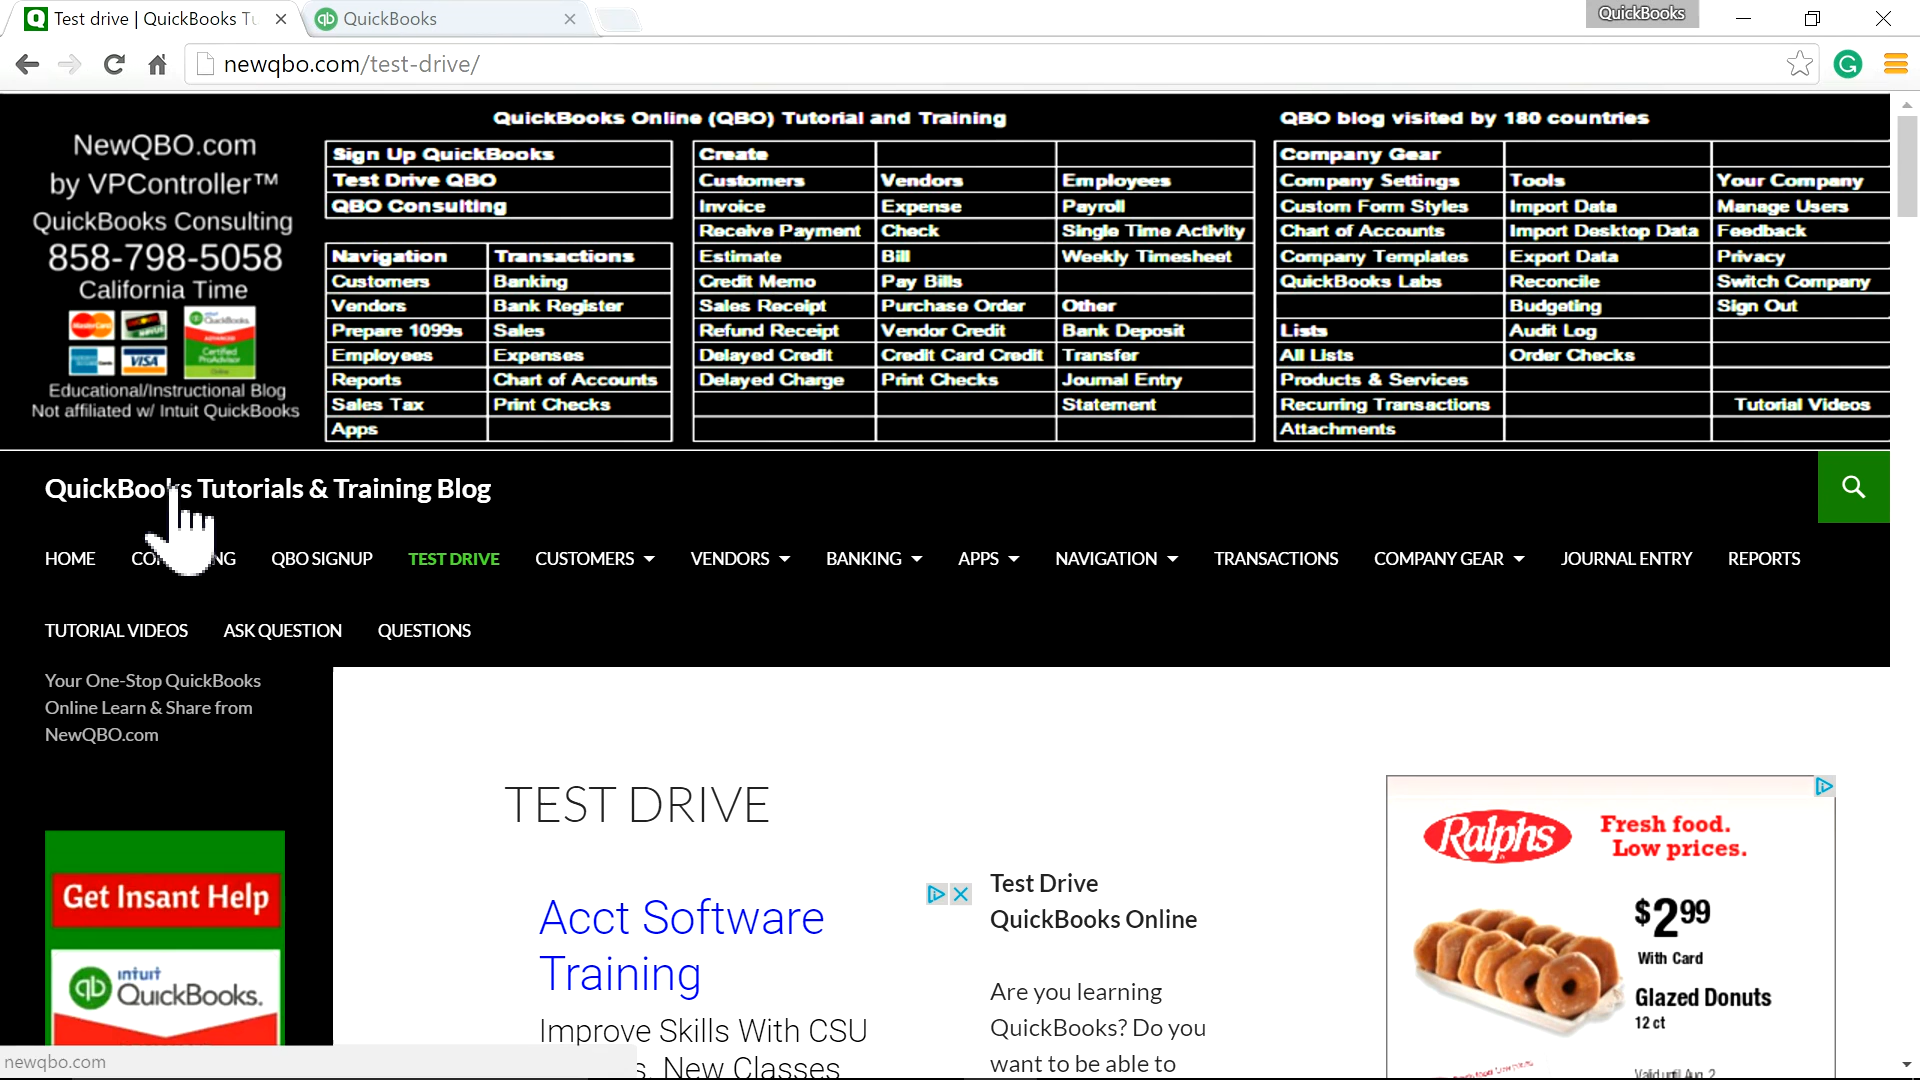 Test drive | QuickBooks Tu
QuickBooks
QuickBooks
newqbo.com/test-drive/
NewQBO.com
by VPController™
QuickBooks Consulting
858-798-5058
California Time
Educational/Instructional Blog
Not affiliated w/ Intuit QuickBooks
QuickBooks Online (QBO) Tutorial and Training
QBO blog visited by 180 countries
Sign Up QuickBooks
Test Drive QBO
QBO Consulting
Navigation Transactions
Customers Banking
Vendors Bank Register
Prepare 1099s Sales
Employees Expenses
Reports Chart of Accounts
Sales Tax Print Checks
Apps
Create
Customers Vendors Employees
Invoice Expense Payroll
Receive Payment Check Single Time Activity
Estimate Bill Weekly Timesheet
Credit Memo Pay Bills
Sales Receipt Purchase Order Other
Refund Receipt Vendor Credit Bank Deposit
Delayed Credit Credit Card Credit Transfer
Delayed Charge Print Checks Journal Entry
Statement
Company Gear
Company Settings Tools Your Company
Custom Form Styles Import Data Manage Users
Chart of Accounts Import Desktop Data Feedback
Company Templates Export Data Privacy
QuickBooks Labs Reconcile Switch Company
Budgeting Sign Out
Lists Audit Log
All Lists Order Checks
Products & Services
Recurring Transactions Tutorial Videos
Attachments
QuickBooks Tutorials & Training Blog
HOME CO NG QBO SIGNUP TEST DRIVE CUSTOMERS VENDORS BANKING APPS NAVIGATION TRANSACTIONS COMPANY GEAR JOURNAL ENTRY REPORTS
TUTORIAL VIDEOS ASK QUESTION QUESTIONS
Your One-Stop QuickBooks
Online Learn & Share from
NewQBO.com
Get Insant Help
intuit
qb QuickBooks.
TEST DRIVE
Acct Software
Training
Improve Skills With CSU
s. New Classes
Test Drive
QuickBooks Online
Are you learning
QuickBooks? Do you
want to be able to
Ralphs
Fresh food.
Low prices.
$2.99
With Card
Glazed Donuts
12 ct
Valid until Aug. 2
newqbo.com